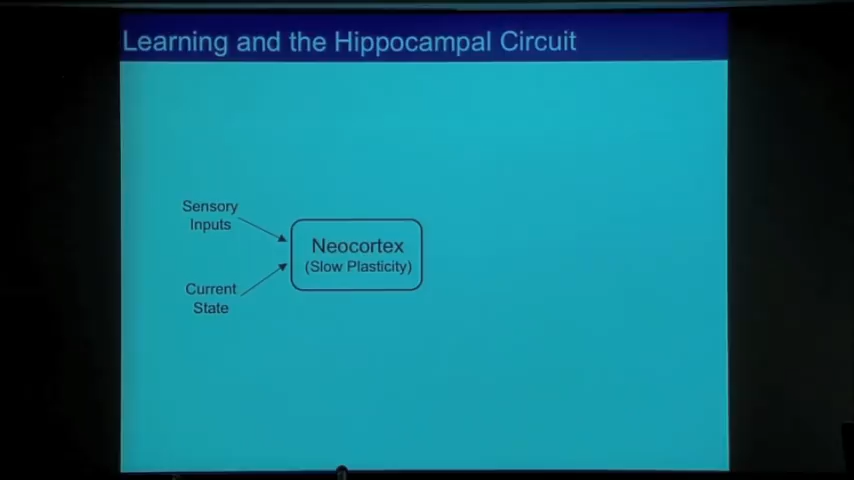 Learning and the Hippocampal Circuit
Sensory
Inputs
Neocortex
(Slow Plasticity)
Current
State